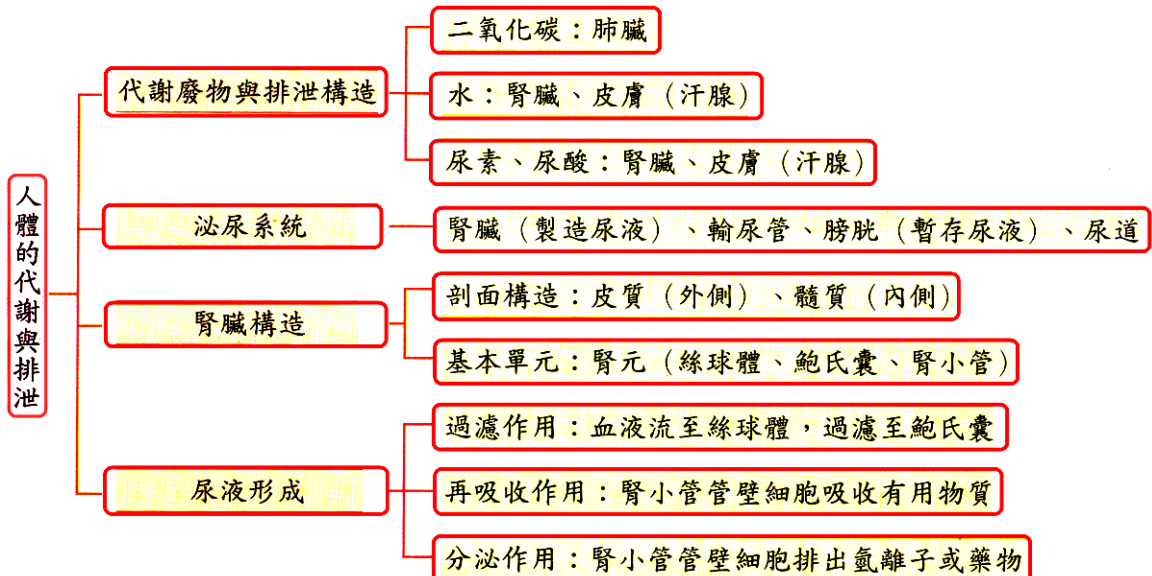 人體的代謝與排泄
代謝廢物與排泄構造
二氧化碳：肺臟
水：腎臟、皮膚（汗腺）
尿素、尿酸：腎臟、皮膚（汗腺）
泌尿系統
腎臟（製造尿液）、輸尿管、膀胱（暫存尿液）、尿道
腎臟構造
剖面構造：皮質（外側）、髓質（內側）
基本單元：腎元（絲球體、鮑氏囊、腎小管）
尿液形成
過濾作用：血液流至絲球體，過濾至鮑氏囊
再吸收作用：腎小管管壁細胞吸收有用物質
分泌作用：腎小管管壁細胞排出氫離子或藥物